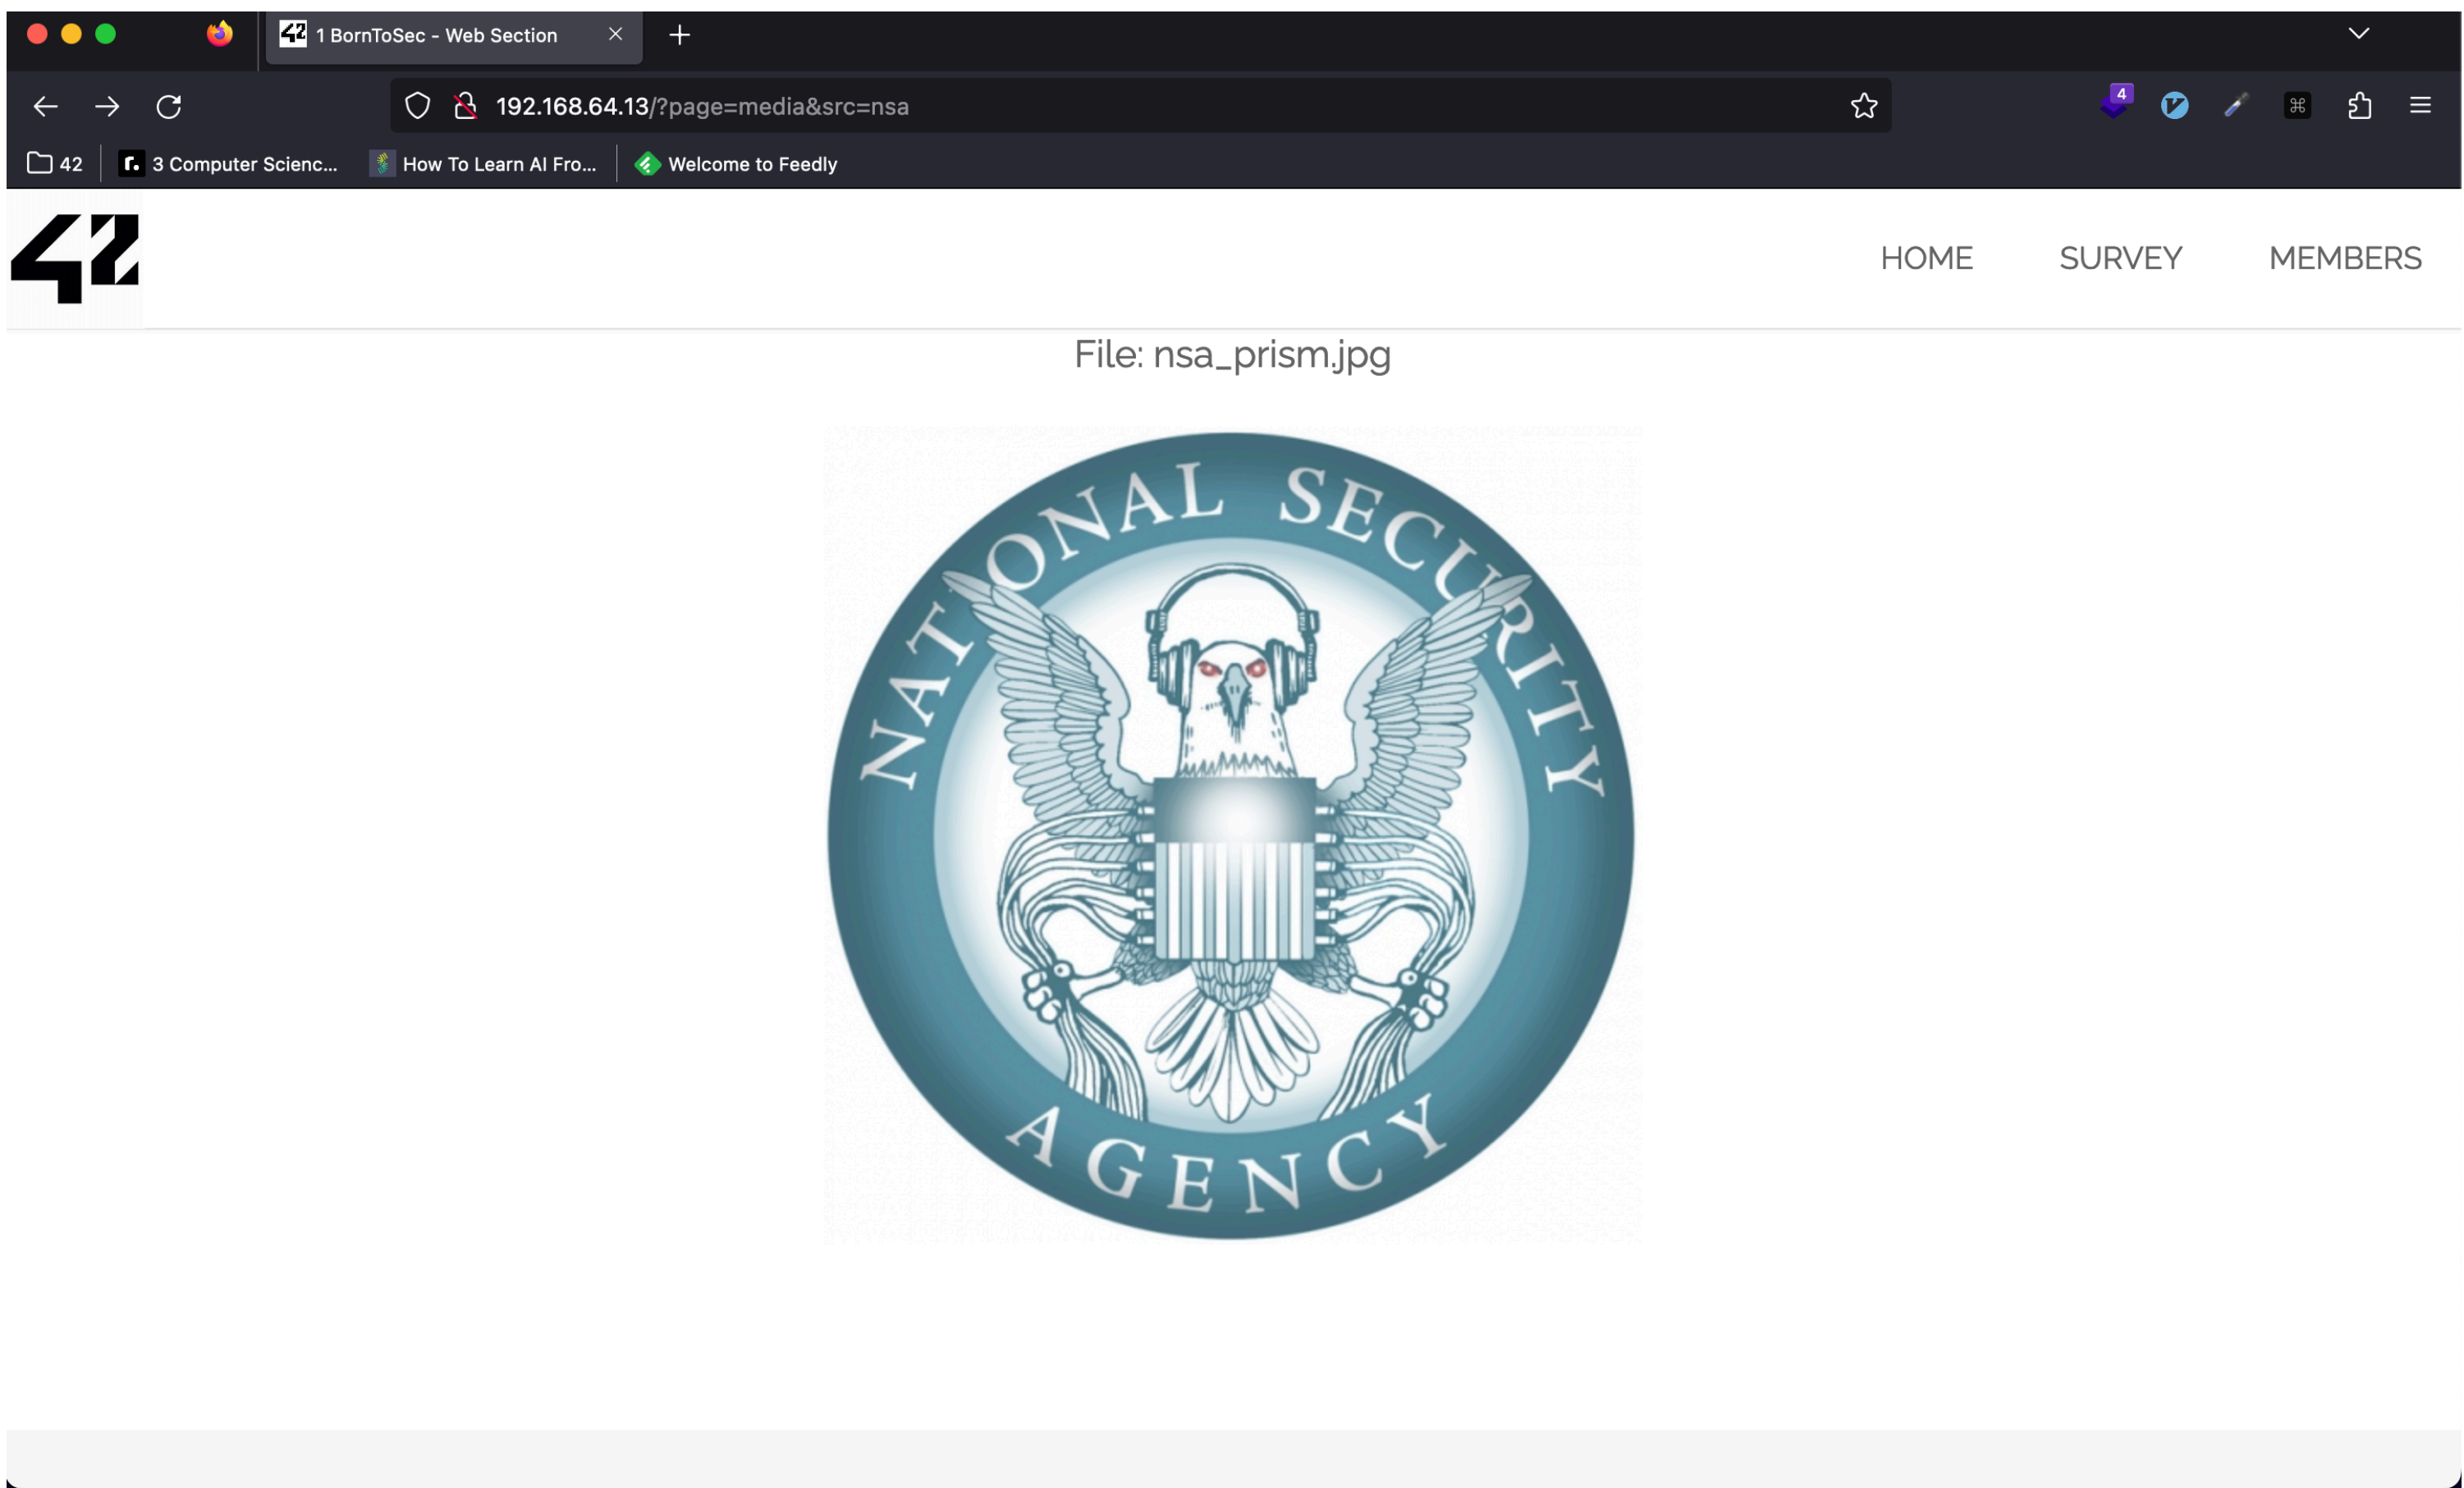 1 BornToSec - Web Section
192.168.64.13/?page=media&src=nsa
4
42
3 Computer Scienc...
How To Learn AI Fro...
Welcome to Feedly
42
HOME
SURVEY
MEMBERS
File: nsa_prism.jpg
NATIONAL SECURITY
AGENCY